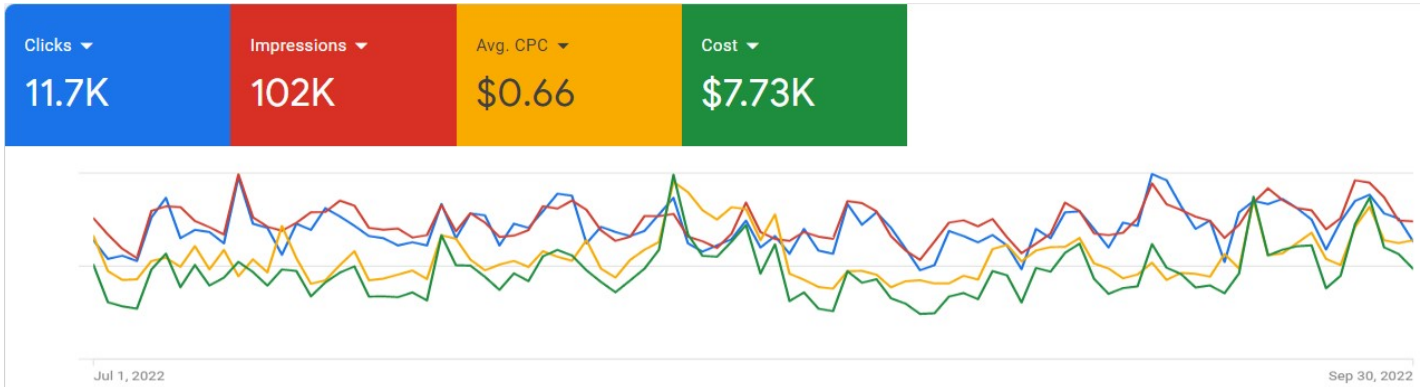 Clicks Impressions Avg. CPC Cost
11.7K 102K $0.66 $7.73K
Jul 1, 2022 Sep 30, 2022